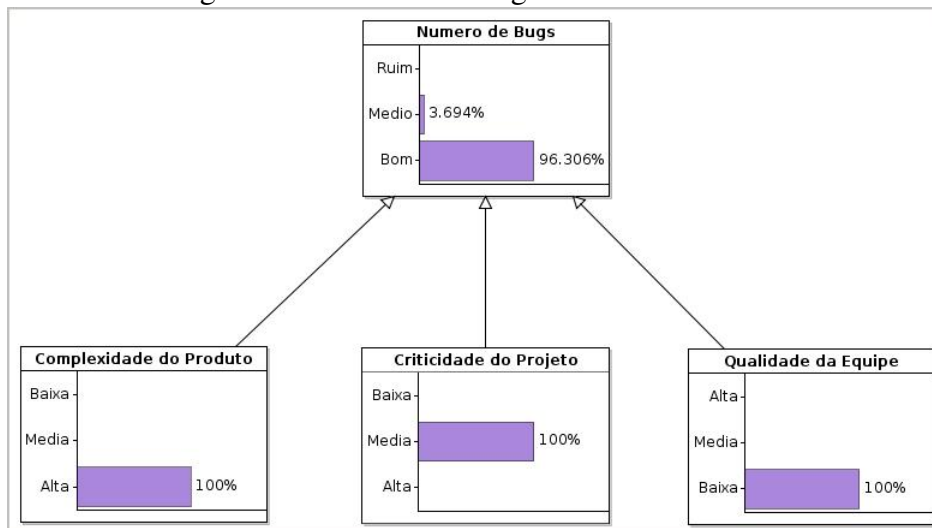 Numero de Bugs
Ruim
Medio 3.694%
Bom 96.306%
Complexidade do Produto
Baixa
Media
Alta 100%
Criticidade do Projeto
Baixa
Media 100%
Alta
Qualidade da Equipe
Alta
Media
Baixa 100%